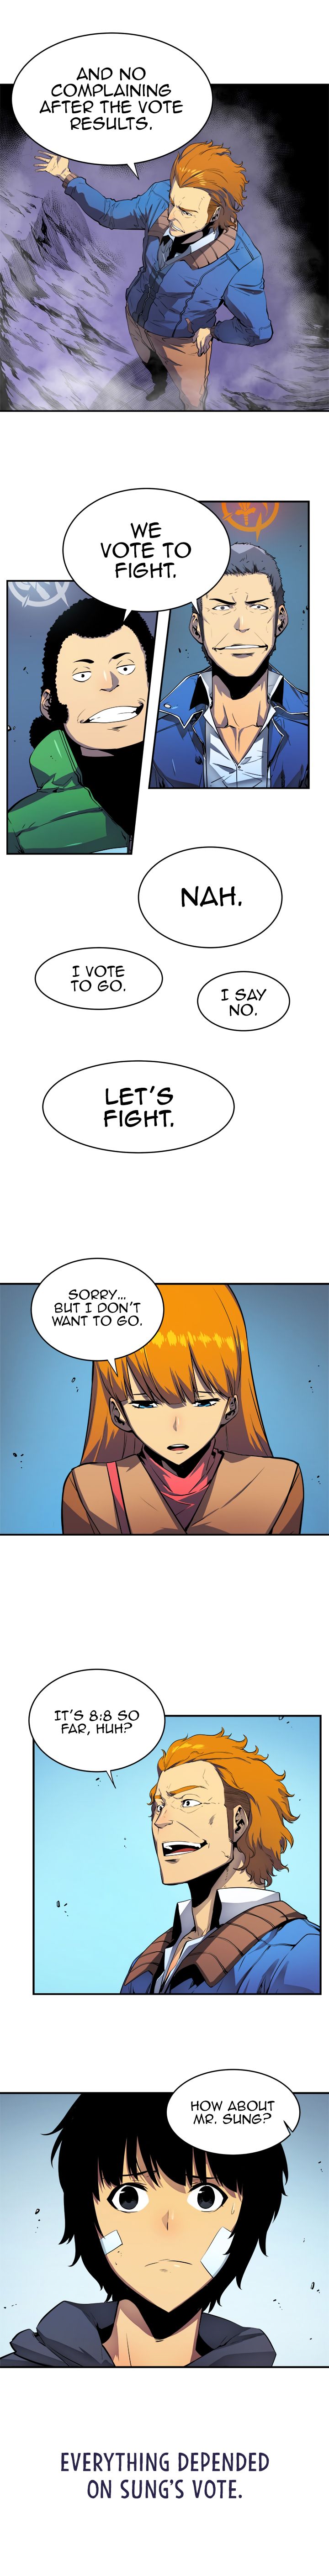 AND NO
COMPLAINING
AFTER THE VOTE
RESULTS.
WE
VOTE TO
FIGHT.
NAH.
I VOTE
TO GO.
I SAY
NO.
LET'S
FIGHT.
SORRY...
BUT I DON'T
WANT TO GO.
IT'S 8:8 SO
FAR, HUH?
HOW ABOUT
MR. SUNG?
EVERYTHING DEPENDED
ON SUNG'S VOTE.